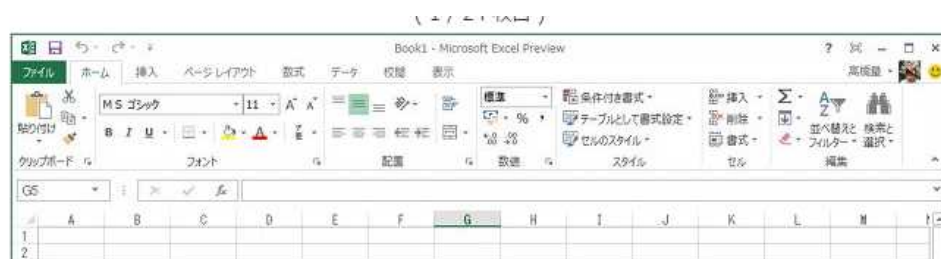 Book1 - Microsoft Excel Preview
ファイル ホーム 挿入 ページレイアウト 数式 データ 校閲 表示
MS ゴシック 11 標準 条件付き書式 挿入
貼り付け B I U % テーブルとして書式設定 削除 並べ替えと 検索と
セルのスタイル 書式 フィルター 選択
クリップボード フォント 配置 数値 スタイル セル 編集
G5 fx
A B C D E F G H I J K L M
1
2